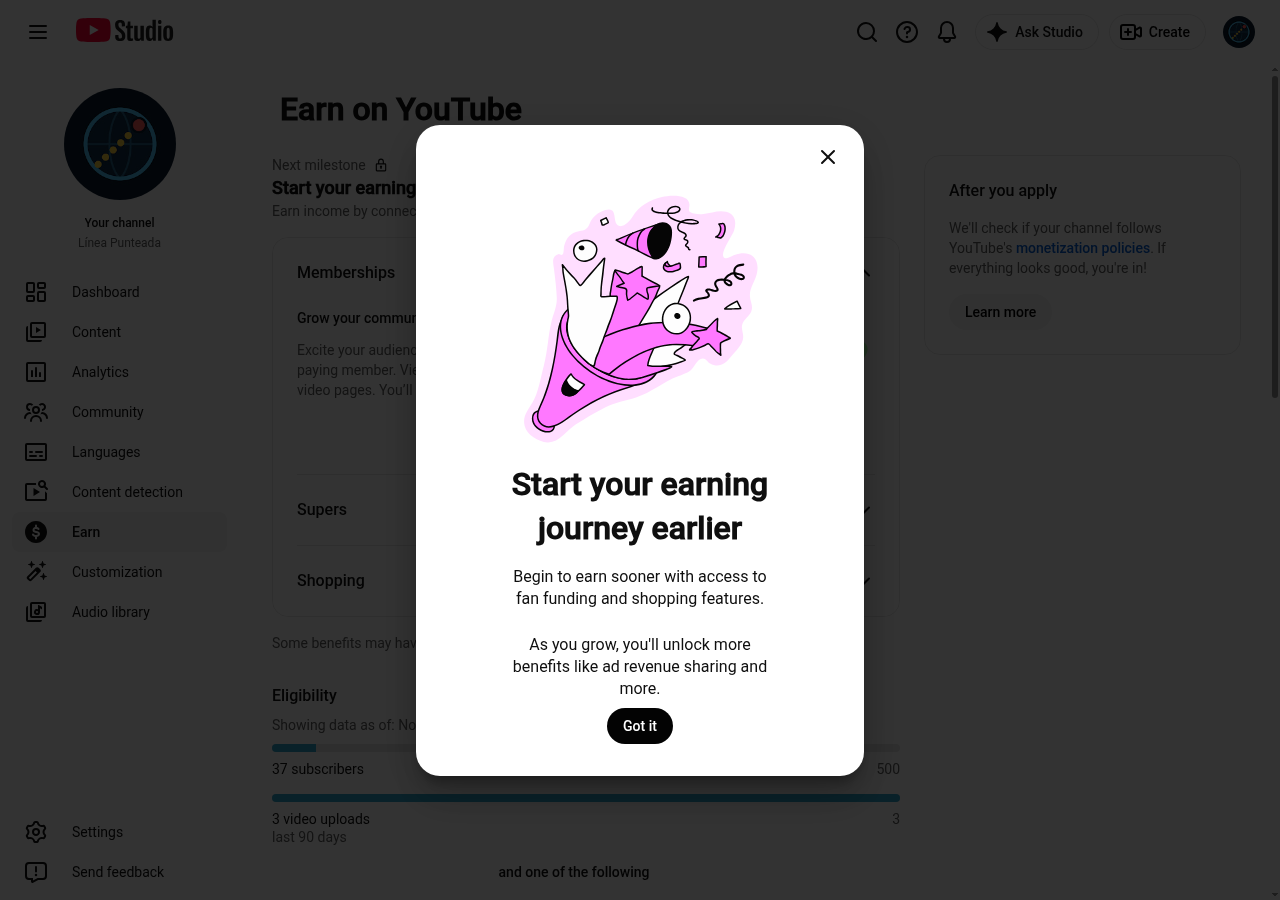 Studio
Ask Studio
Create
Your channel
Línea Punteada
Dashboard
Content
Analytics
Community
Languages
Content detection
Earn
Customization
Audio library
Settings
Send feedback
Earn on YouTube
Next milestone
Start your earning
Earn income by connec
Memberships
Grow your commun
Excite your audienc
paying member. Vie
video pages. You'll
Supers
Shopping
Some benefits may hav
Eligibility
Showing data as of: No
37 subscribers
500
3 video uploads
3
last 90 days
and one of the following
After you apply
We'll check if your channel follows
YouTube's monetization policies. If
everything looks good, you're in!
Learn more
Start your earning
journey earlier
Begin to earn sooner with access to
fan funding and shopping features.
As you grow, you'll unlock more
benefits like ad revenue sharing and
more.
Got it